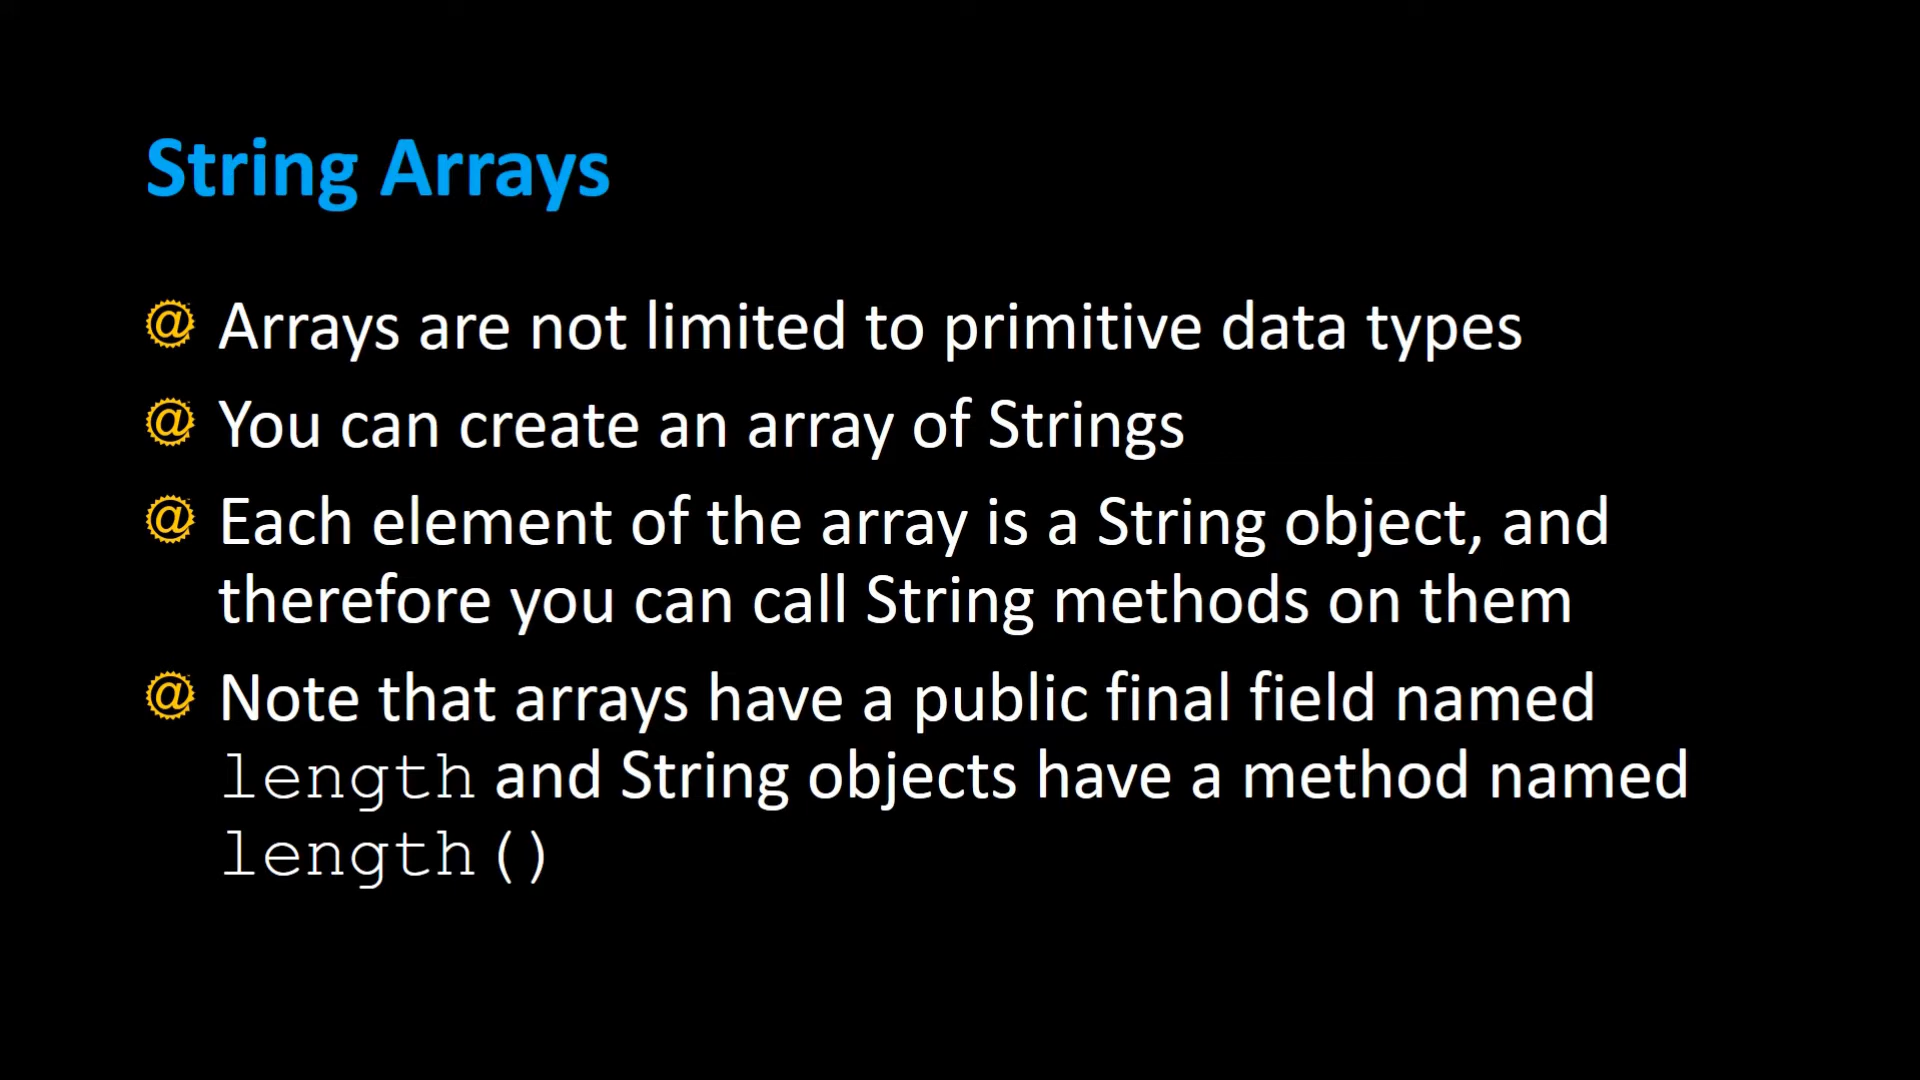 String Arrays
@ Arrays are not limited to primitive data types
@ You can create an array of Strings
@ Each element of the array is a String object, and
therefore you can call String methods on them
@ Note that arrays have a public final field named
length and String objects have a method named
length()